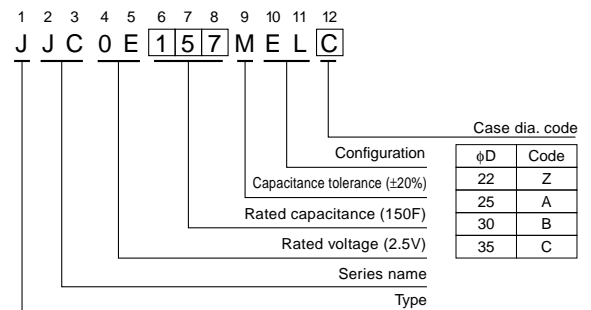 1 2 3 4 5 6 7 8 9 10 11 12
J J C 0 E 1 5 7 M E L C
Case dia. code
Configuration
Capacitance tolerance (±20%)
Rated capacitance (150F)
Rated voltage (2.5V)
Series name
Type
ϕD Code
22 Z
25 A
30 B
35 C